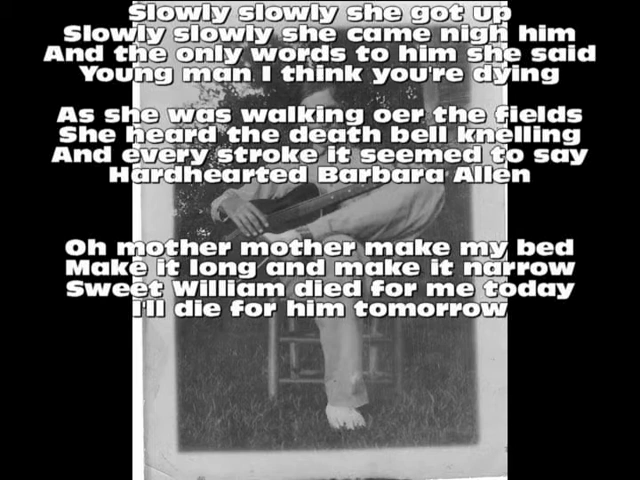 Slowly slowly she got up
Slowly slowly she came nigh him
And the only words to him she said
Young man I think you're dying
As she was walking oer the fields
She heard the death bell knelling
And every stroke it seemed to say
Hardhearted Barbara Allen
Oh mother mother make my bed
Make it long and make it narrow
Sweet William died for me today
I'll die for him tomorrow